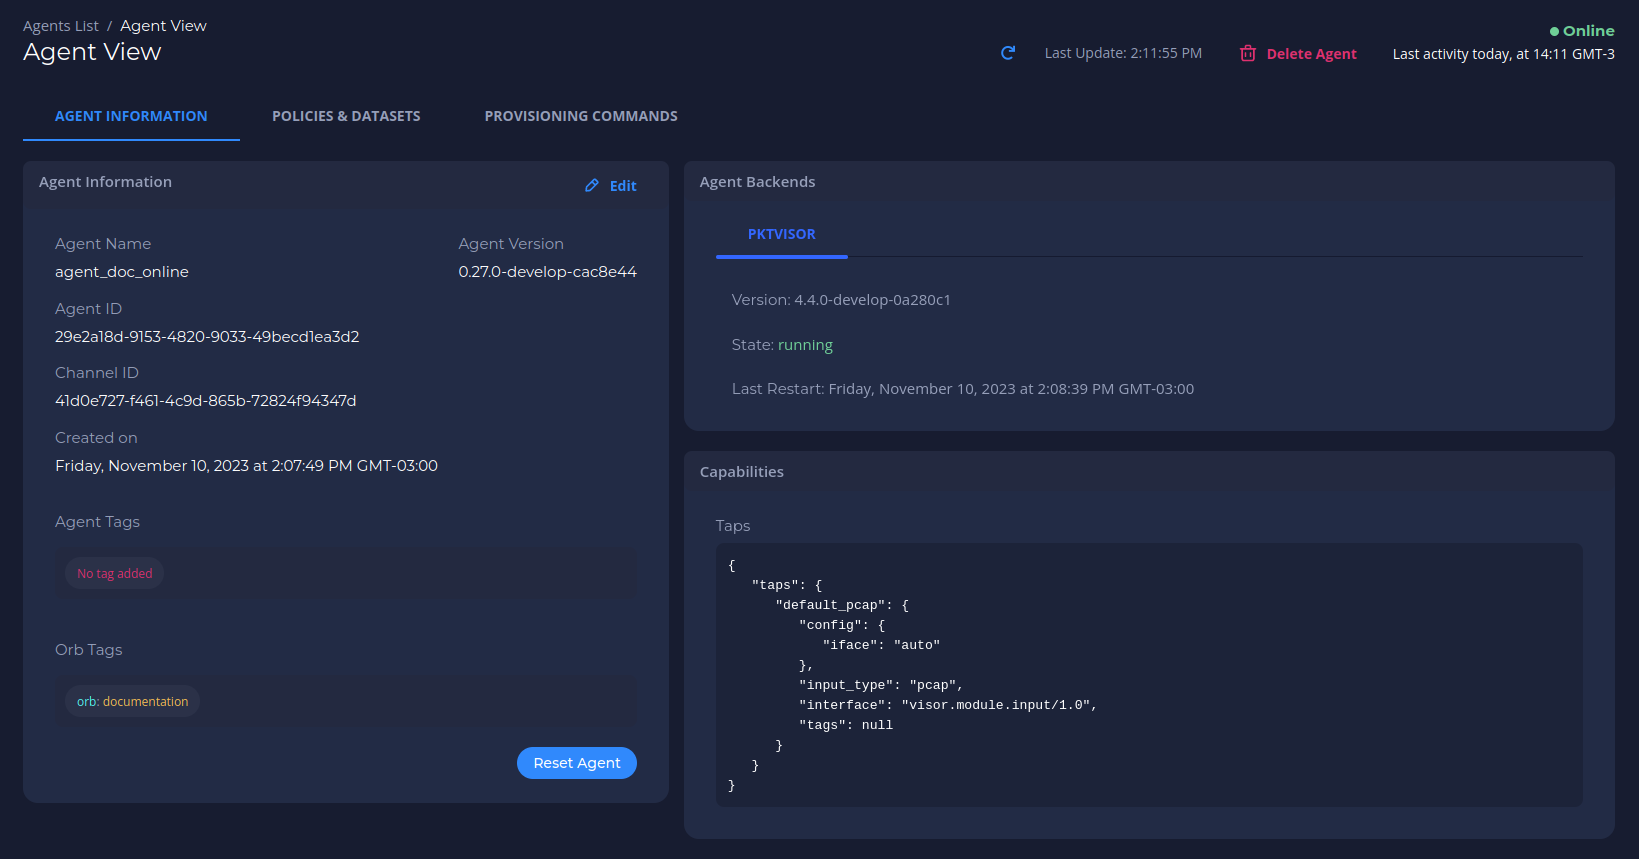 Agents List / Agent View
Agent View
Last Update: 2:11:55 PM
Delete Agent
Online
Last activity today, at 14:11 GMT-3
AGENT INFORMATION
POLICIES & DATASETS
PROVISIONING COMMANDS
Agent Information
Edit
Agent Name
agent_doc_online
Agent Version
0.27.0-develop-cac8e44
Agent ID
29e2a18d-9153-4820-9033-49becd1ea3d2
Channel ID
41d0e727-f461-4c9d-865b-72824f94347d
Created on
Friday, November 10, 2023 at 2:07:49 PM GMT-03:00
Agent Tags
No tag added
Orb Tags
orb: documentation
Reset Agent
Agent Backends
PKTVISOR
Version: 4.4.0-develop-0a280c1
State: running
Last Restart: Friday, November 10, 2023 at 2:08:39 PM GMT-03:00
Capabilities
Taps
{
   "taps": {
      "default_pcap": {
         "config": {
            "iface": "auto"
         },
         "input_type": "pcap",
         "interface": "visor.module.input/1.0",
         "tags": null
      }
   }
}